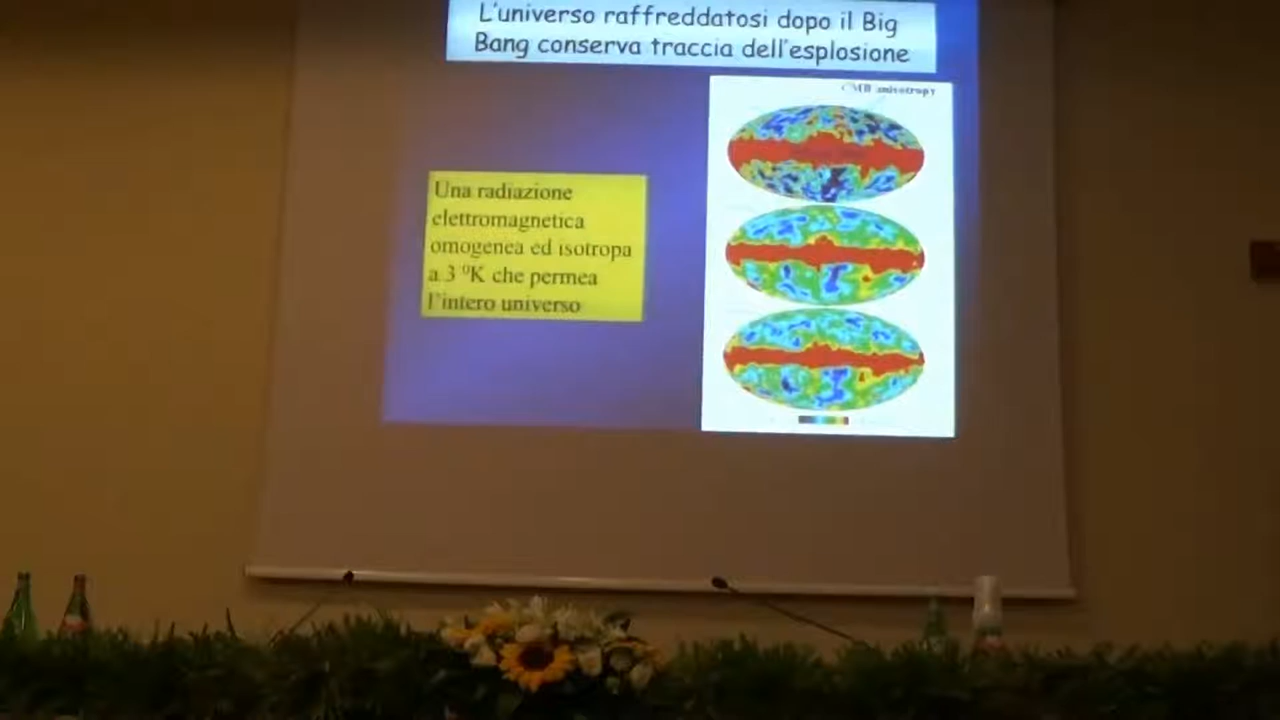 L'universo raffreddatosi dopo il Big
Bang conserva traccia dell'esplosione
CMB anisotropy
Una radiazione
elettromagnetica
omogenea ed isotropa
a 3 °K che permea
l'intero universo